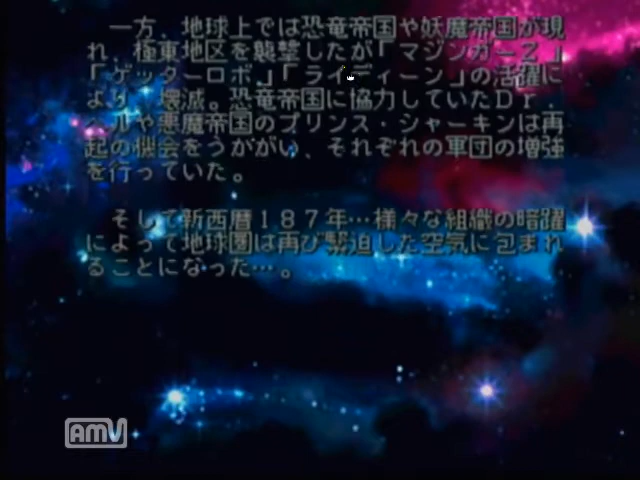 一方、地球上では恐竜帝国や妖魔帝国が現
れ、極東地区を襲撃したが「マジンガーＺ」
「ゲッターロボ」「ライディーン」の活躍に
より、壊滅。恐竜帝国に協力していたＤｒ．
ヘルや悪魔帝国のプリンス・シャーキンは再
起の機会をうががい、それぞれの軍団の増強
を行っていた。
そして新西暦１８７年…様々な組織の暗躍
によって地球圏は再び緊迫した空気に包まれ
ることになった…。
AMV